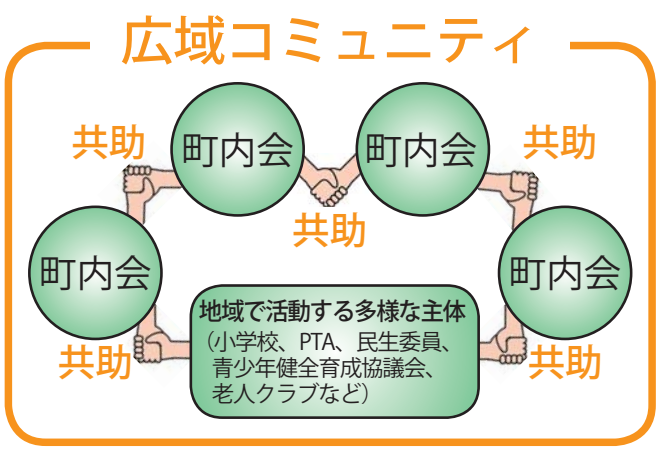 広域コミュニティ
共助
町内会
町内会
共助
共助
町内会
町内会
地域で活動する多様な主体
（小学校、PTA、民生委員、
青少年健全育成協議会、
老人クラブなど）
共助
共助